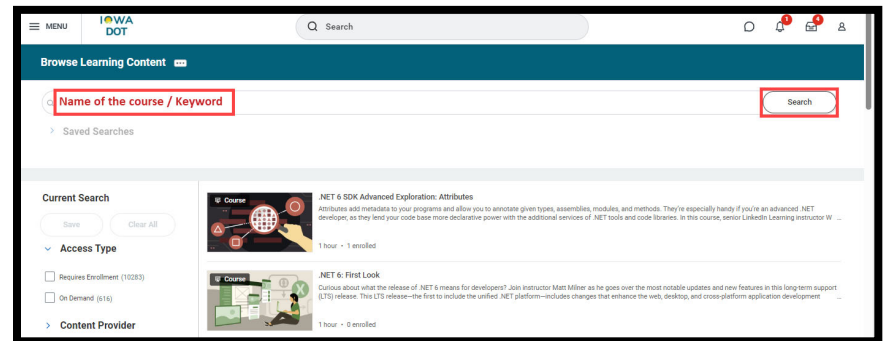 MENU
IOWA
DOT
Search
Browse Learning Content
Name of the course / Keyword
Search
Saved Searches
Current Search
Save
Clear All
Access Type
Requires Enrollment (10283)
On Demand (616)
Content Provider
Course
.NET 6 SDK Advanced Exploration: Attributes
Attributes add metadata to your programs and allow you to annotate given types, assemblies, modules, and methods. They're especially handy if you're an advanced .NET
developer, as they lend your code base more declarative power with the additional services of .NET tools and code libraries. In this course, senior LinkedIn Learning instructor W ...
1 hour • 1 enrolled
Course
.NET 6: First Look
Curious about what the release of .NET 6 means for developers? Join instructor Matt Milner as he goes over the most notable updates and new features in this long-term support
(LTS) release. This LTS release—the first to include the unified .NET platform—includes changes that enhance the web, desktop, and cross-platform application development ...
1 hour • 0 enrolled